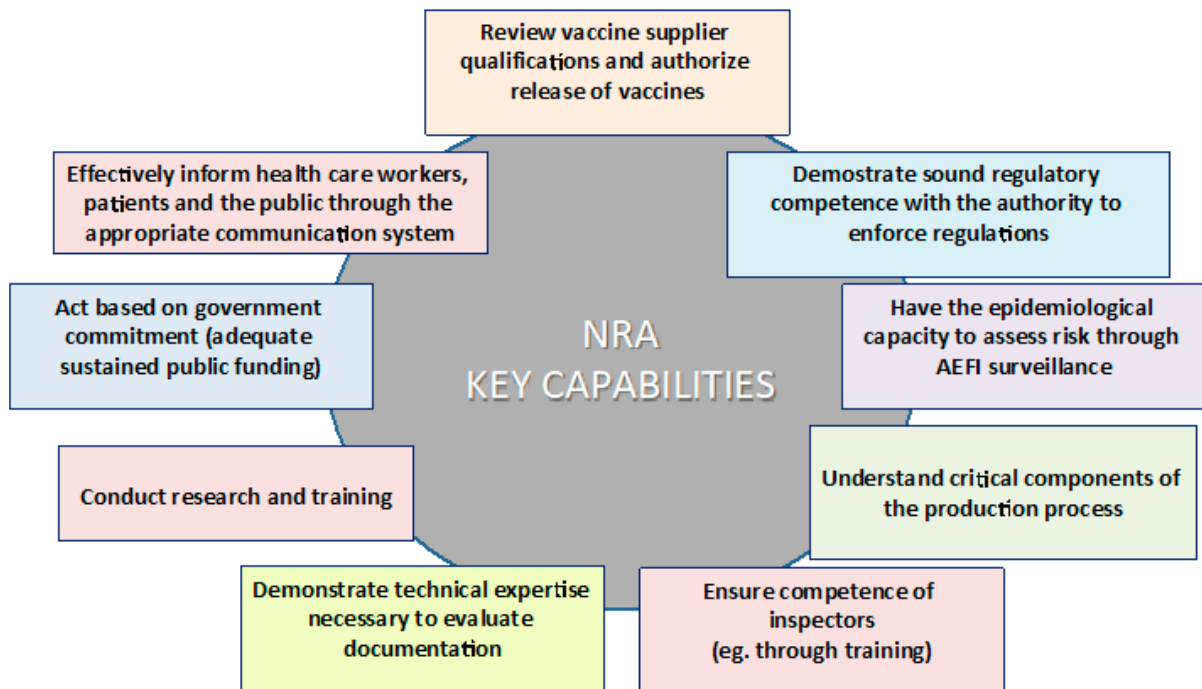 Review vaccine supplier
qualifications and authorize
release of vaccines
Effectively inform health care workers,
patients and the public through the
appropriate communication system
Demostrate sound regulatory
competence with the authority to
enforce regulations
Act based on government
commitment (adequate
sustained public funding)
NRA
KEY CAPABILITIES
Have the epidemiological
capacity to assess risk through
AEFI surveillance
Conduct research and training
Understand critical components of
the production process
Demonstrate technical expertise
necessary to evaluate
documentation
Ensure competence of
inspectors
(eg. through training)